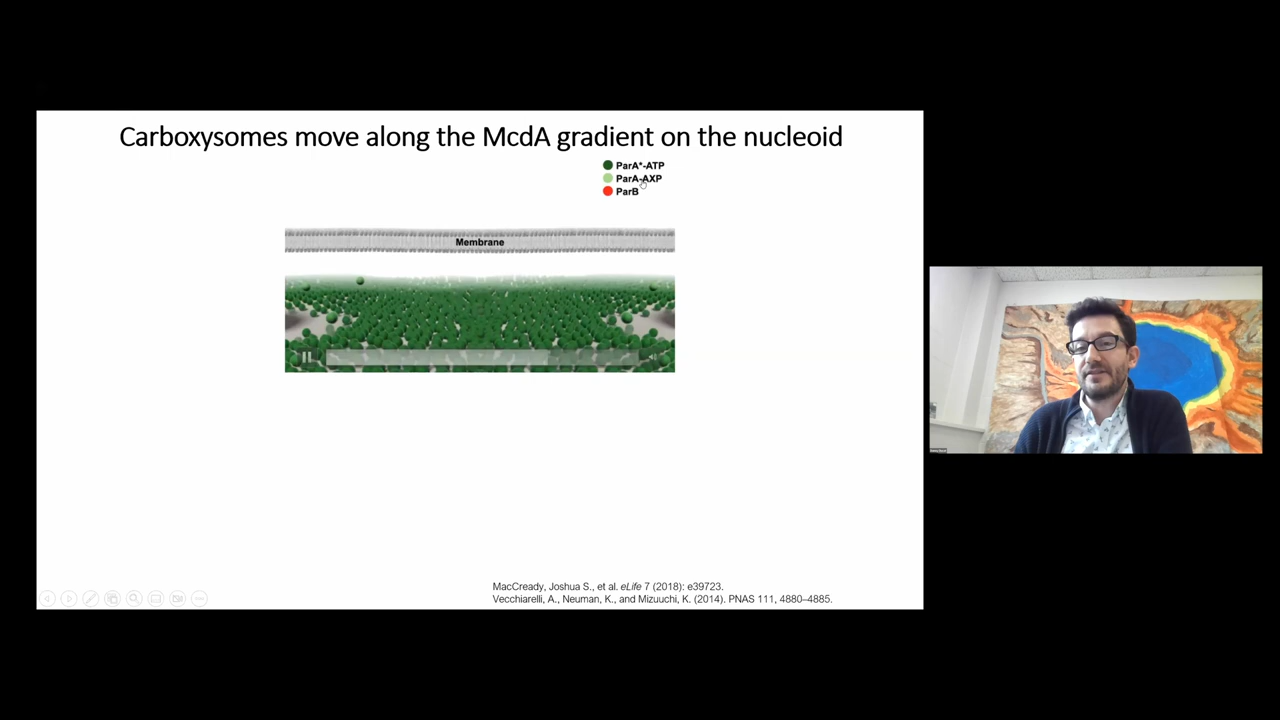 Carboxysomes move along the McdA gradient on the nucleoid
ParA*-ATP
ParA-AXP
ParB
Membrane
MacCready, Joshua S., et al. eLife 7 (2018): e39723.
Vecchiarelli, A., Neuman, K., and Mizuuchi, K. (2014). PNAS 111, 4880–4885.